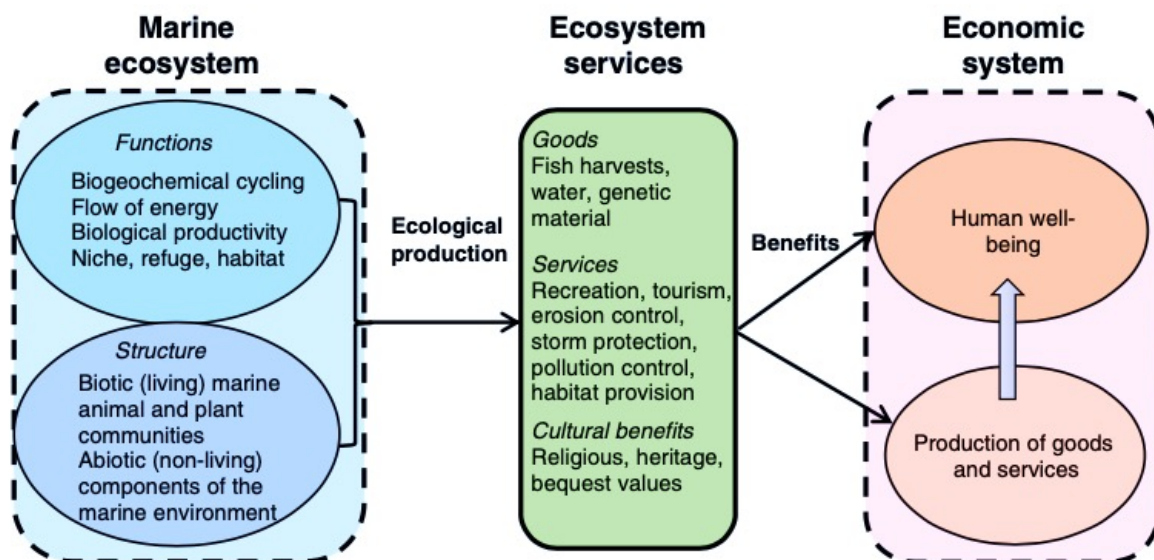 Marine
ecosystem
Functions
Biogeochemical cycling
Flow of energy
Biological productivity
Niche, refuge, habitat
Structure
Biotic (living) marine
animal and plant
communities
Abiotic (non-living)
components of the
marine environment
Ecological
production
Ecosystem
services
Goods
Fish harvests,
water, genetic
material
Services
Recreation, tourism,
erosion control,
storm protection,
pollution control,
habitat provision
Cultural benefits
Religious, heritage,
bequest values
Benefits
Economic
system
Human well-
being
Production of goods
and services